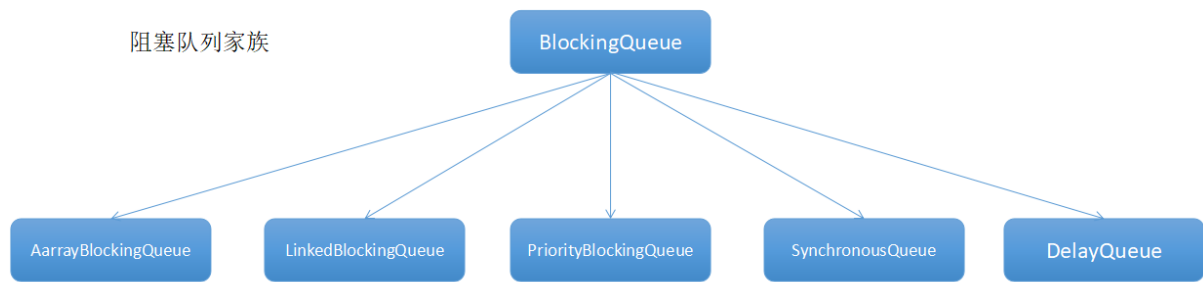 阻塞队列家族
BlockingQueue
AarrayBlockingQueue
LinkedBlockingQueue
PriorityBlockingQueue
SynchronousQueue
DelayQueue